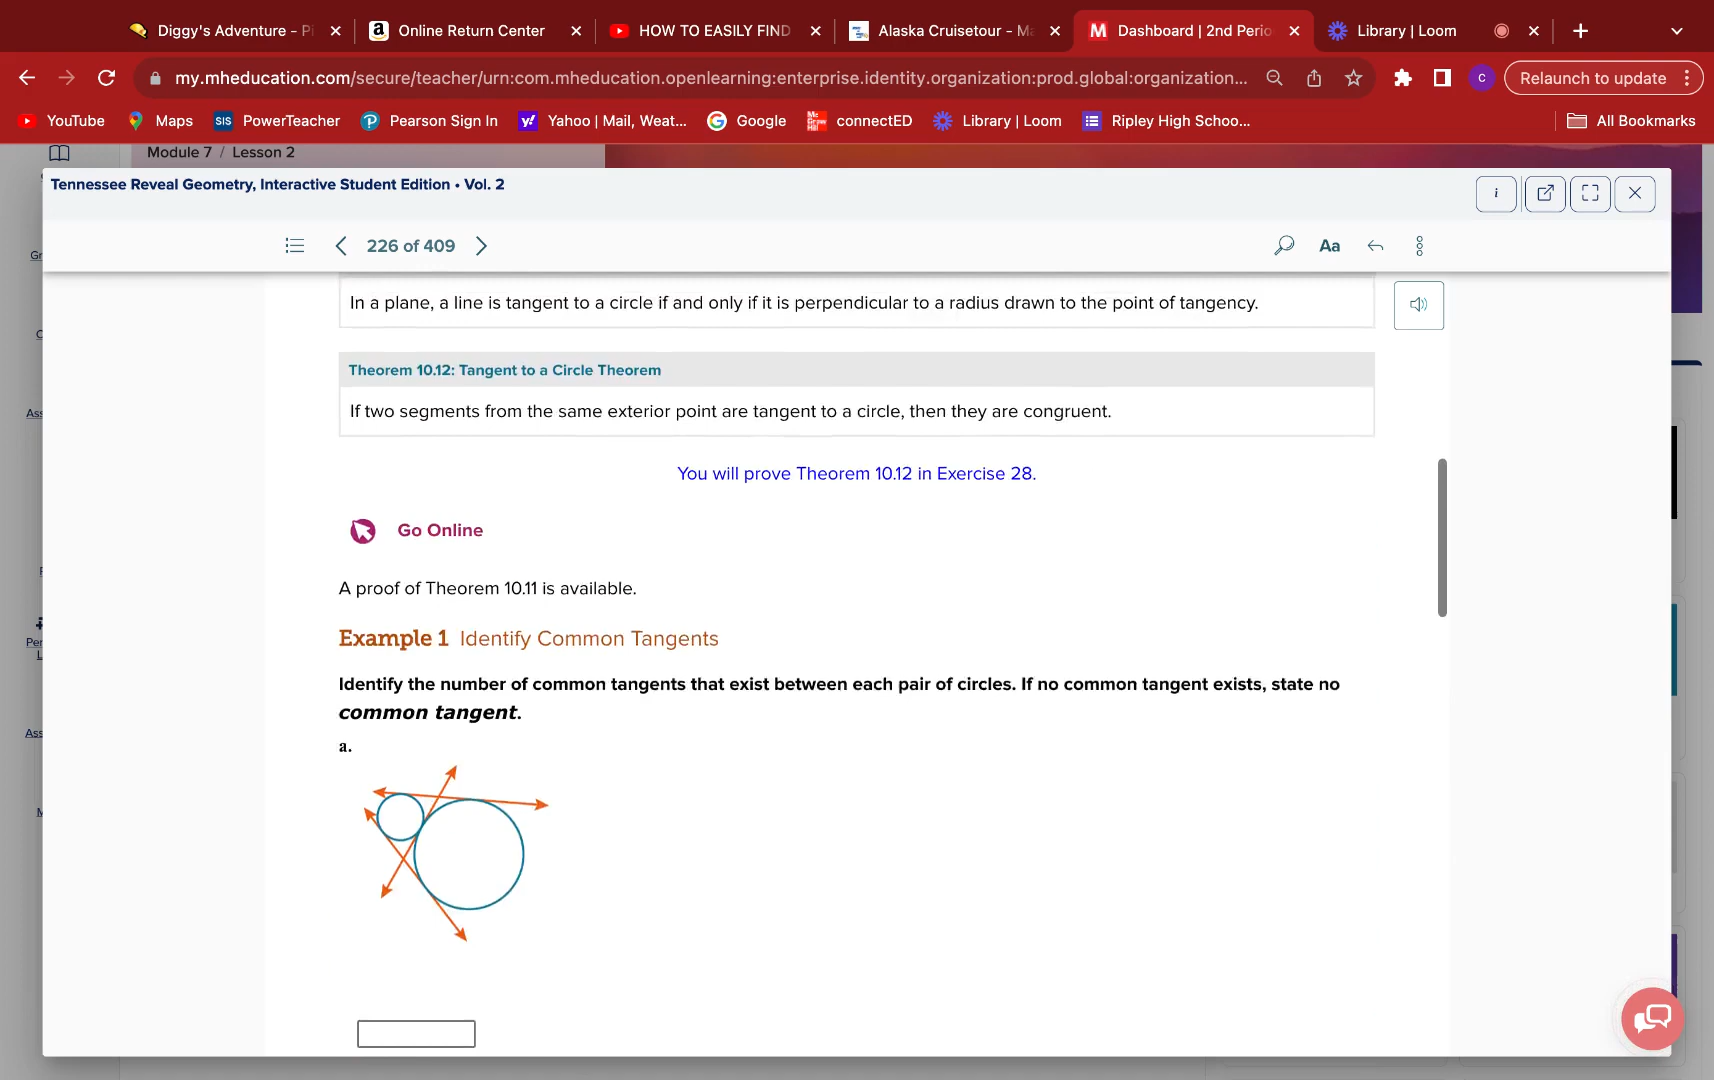 Diggy's Adventure - Pi
Online Return Center
HOW TO EASILY FIND
Alaska Cruisetour - Ma
Dashboard | 2nd Perio
Library | Loom
my.mheducation.com/secure/teacher/urn:com.mheducation.openlearning:enterprise.identity.organization:prod.global:organization...
C
Relaunch to update
YouTube
Maps
SIS PowerTeacher
Pearson Sign In
Yahoo | Mail, Weat...
Google
connectED
Library | Loom
Ripley High Schoo...
All Bookmarks
Module 7 / Lesson 2
Tennessee Reveal Geometry, Interactive Student Edition • Vol. 2
i
226 of 409
Aa
Gr
In a plane, a line is tangent to a circle if and only if it is perpendicular to a radius drawn to the point of tangency.
Theorem 10.12: Tangent to a Circle Theorem
If two segments from the same exterior point are tangent to a circle, then they are congruent.
Ass
You will prove Theorem 10.12 in Exercise 28.
Go Online
A proof of Theorem 10.11 is available.
Example 1 Identify Common Tangents
Per
Identify the number of common tangents that exist between each pair of circles. If no common tangent exists, state no
common tangent.
Ass
a.